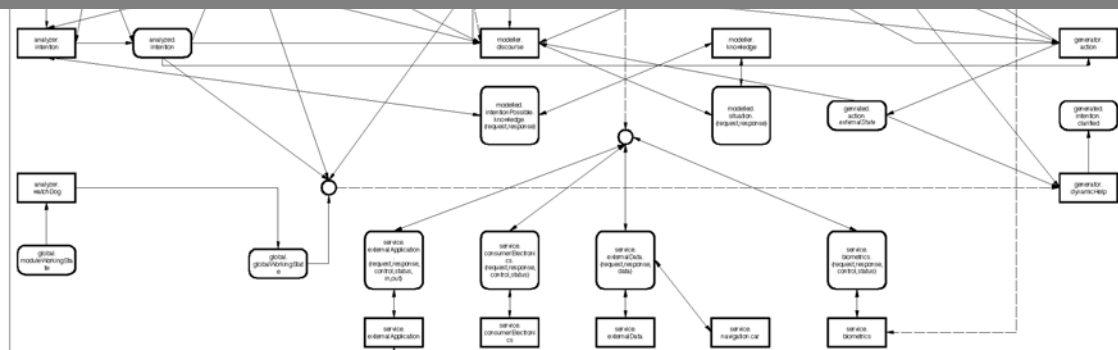 analyzer.
intention
analyzed.
intention
modeller.
discourse
modeller.
knowledge
generator.
action
modelled.
intentionPossible
knowledge
(request,response)
modelled.
situation
(request,response)
genrated.
action.
externalState
generated.
intention.
clarified
analyzer.
watchDog
generator.
dynamicHelp
global.
moduleWorkingSta
te
global.
globalWorkingStat
e
service.
externalApplication
(request,response,
control,status,
in,out)
service.
consumerElectroni
cs.
(request,response,
control,status)
service.
externalData.
(request,response,
data)
service.
biometrics.
(request,response,
control,status)
service.
externalApplication
service.
consumerElectroni
cs
service.
externalData
service.
navigation.car
service.
biometrics